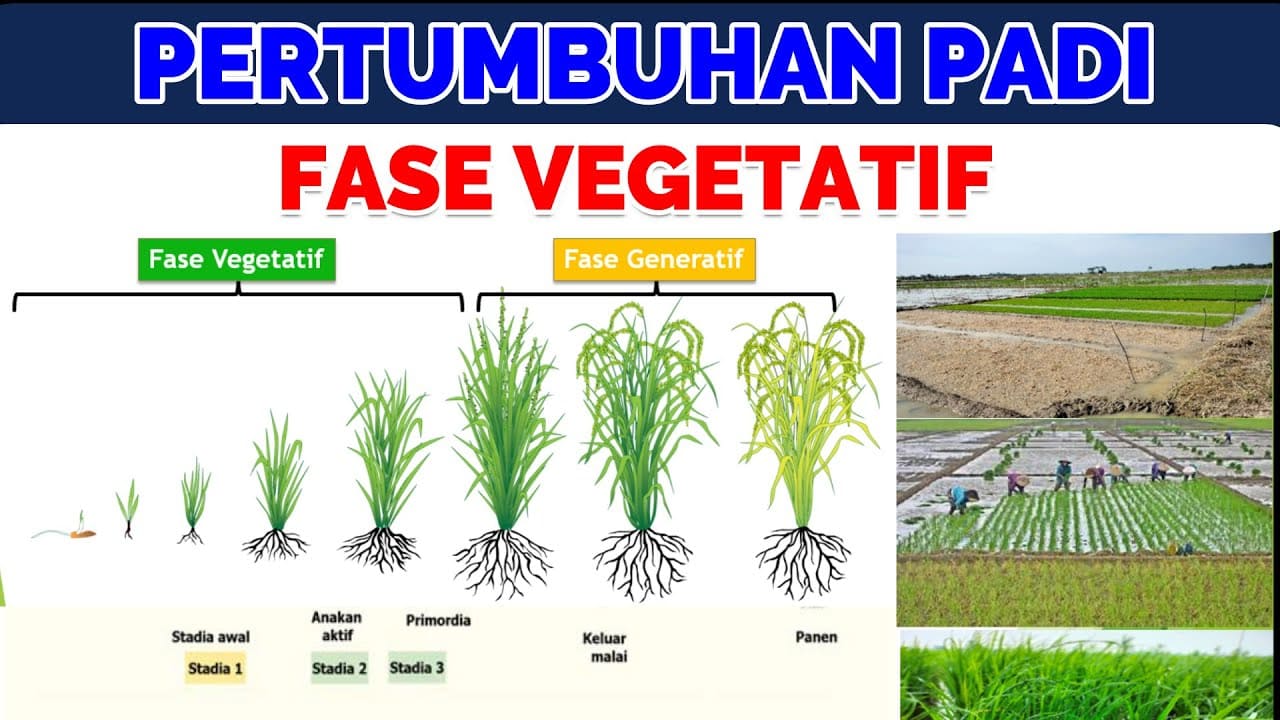 PERTUMBUHAN PADI
FASE VEGETATIF
Fase Vegetatif
Fase Generatif
Stadia awal
Stadia 1
Anakan
aktif
Stadia 2
Primordia
Stadia 3
Keluar
malai
Panen